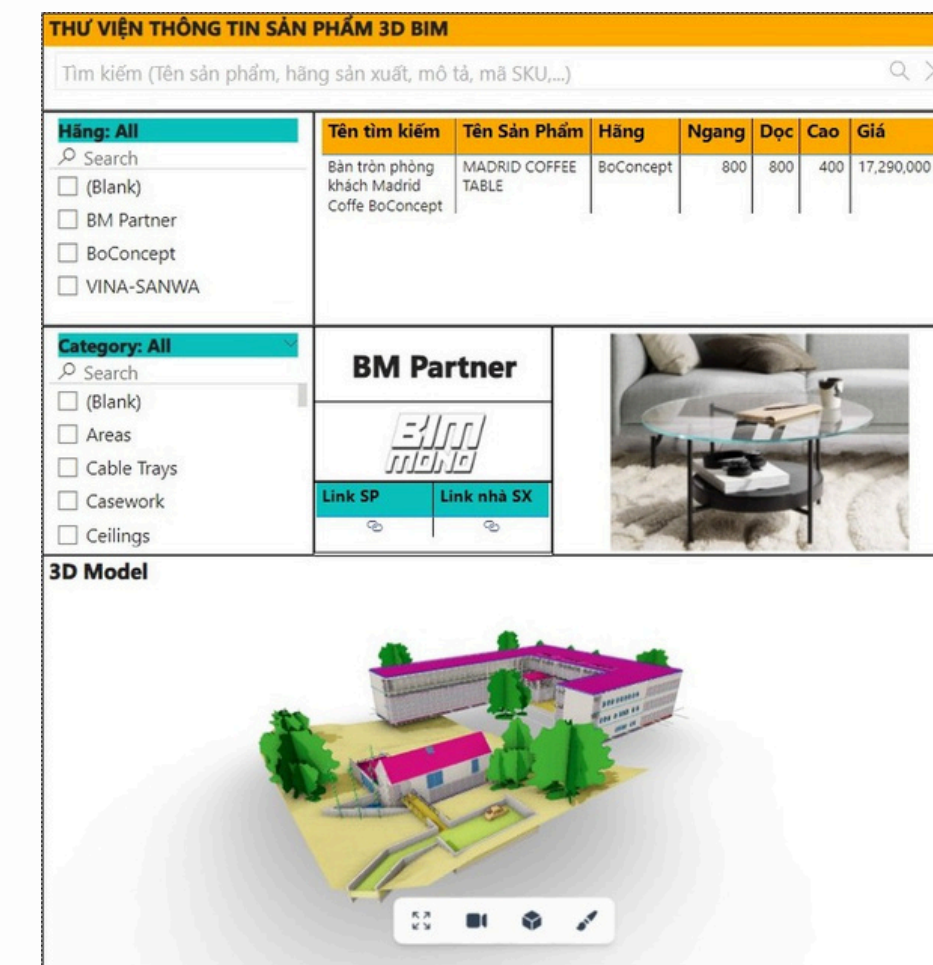 THƯ VIỆN THÔNG TIN SẢN PHẨM 3D BIM
Tìm kiếm (Tên sản phẩm, hãng sản xuất, mô tả, mã SKU,...)
Hãng: All
Search
(Blank)
BM Partner
BoConcept
VINA-SANWA
Tên tìm kiếm Tên Sản Phẩm Hãng Ngang Dọc Cao Giá
Bàn tròn phòng MADRID COFFEE BoConcept 800 800 400 17,290,000
khách Madrid TABLE
Coffe BoConcept
Category: All
Search
(Blank)
Areas
Cable Trays
Casework
Ceilings
BM Partner
BIM
MONO
Link SP Link nhà SX
3D Model